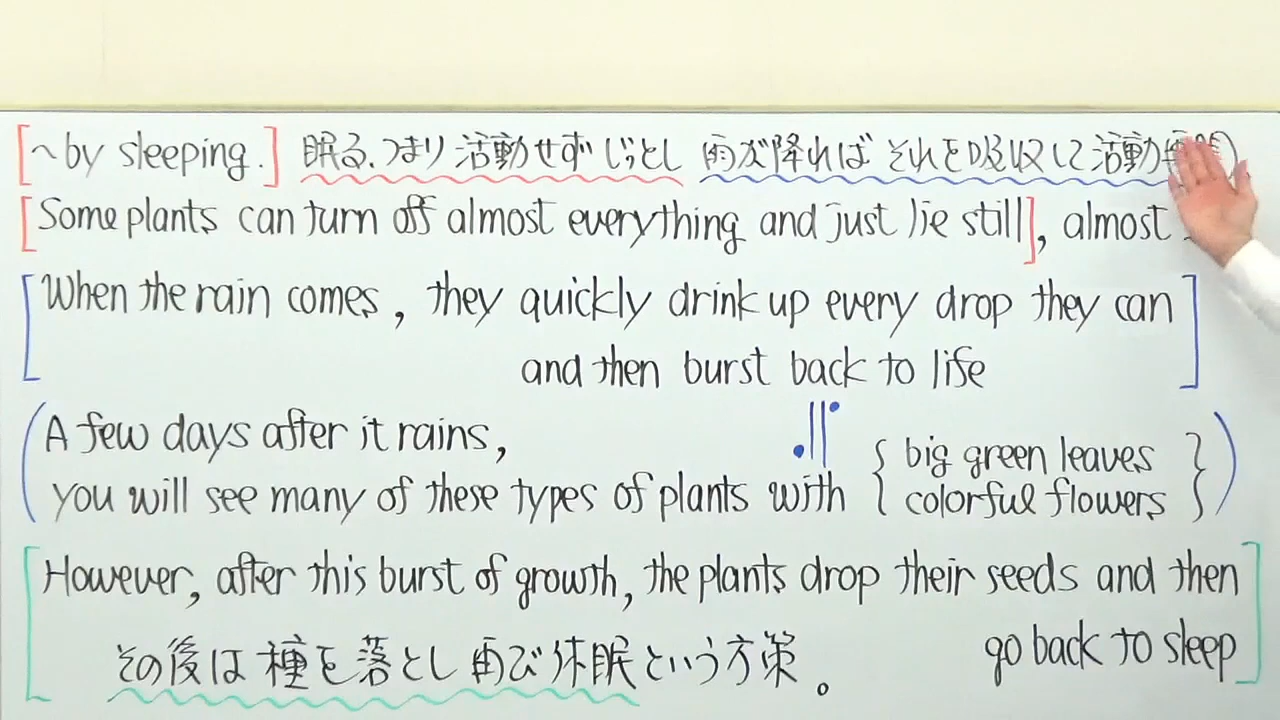 [~by sleeping.] 眠る、つまり活動せずじっとし 雨が降ればそれを吸収して活動
[Some plants can turn off almost everything and just lie still], almost
[When the rain comes, they quickly drink up every drop they can
and then burst back to life]
(A few days after it rains,
you will see many of these types of plants with { big green leaves
colorful flowers })
[However, after this burst of growth, the plants drop their seeds and then
go back to sleep]
その後は種を落とし再び休眠という方策。